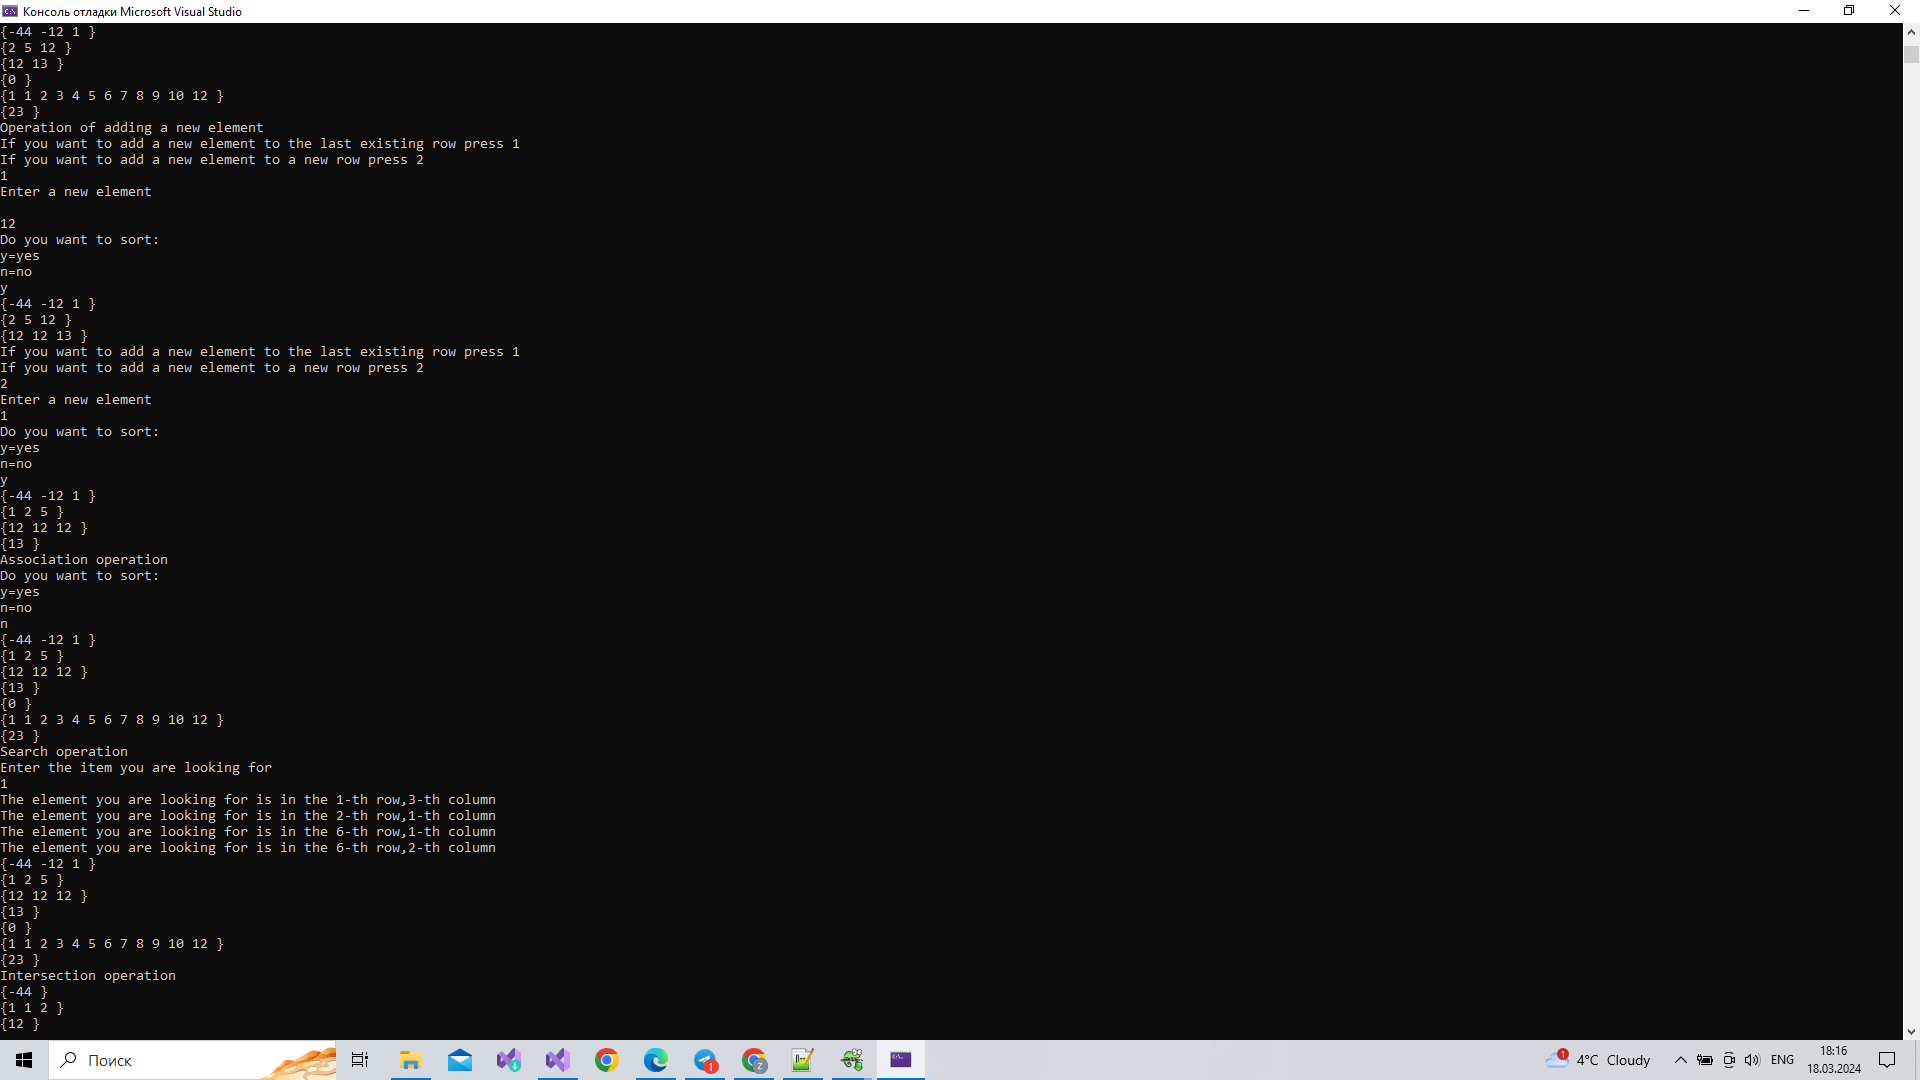 Консоль отладки Microsoft Visual Studio
{-44 -12 1 }
{2 5 12 }
{12 13 }
{0 }
{1 1 2 3 4 5 6 7 8 9 10 12 }
{23 }
Operation of adding a new element
If you want to add a new element to the last existing row press 1
If you want to add a new element to a new row press 2
1
Enter a new element

12
Do you want to sort:
y=yes
n=no
y
{-44 -12 1 }
{2 5 12 }
{12 12 13 }
If you want to add a new element to the last existing row press 1
If you want to add a new element to a new row press 2
2
Enter a new element
1
Do you want to sort:
y=yes
n=no
y
{-44 -12 1 }
{1 2 5 }
{12 12 12 }
{13 }
Association operation
Do you want to sort:
y=yes
n=no
n
{-44 -12 1 }
{1 2 5 }
{12 12 12 }
{13 }
{0 }
{1 1 2 3 4 5 6 7 8 9 10 12 }
{23 }
Search operation
Enter the item you are looking for
1
The element you are looking for is in the 1-th row,3-th column
The element you are looking for is in the 2-th row,1-th column
The element you are looking for is in the 6-th row,1-th column
The element you are looking for is in the 6-th row,2-th column
{-44 -12 1 }
{1 2 5 }
{12 12 12 }
{13 }
{0 }
{1 1 2 3 4 5 6 7 8 9 10 12 }
{23 }
Intersection operation
{-44 }
{1 1 2 }
{12 }
Поиск
1
Z
1
4°C Cloudy
ENG
18:16
18.03.2024